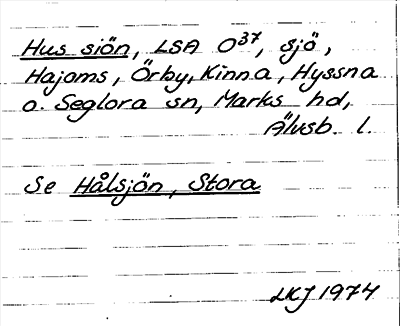 Hus siön, LSA O37, sjö,
Hajoms, Örby, Kinna, Hyssna
o. Seglora sn, Marks hd,
Älvsb. l.
Se Hålsjön, Stora
LKJ 1974